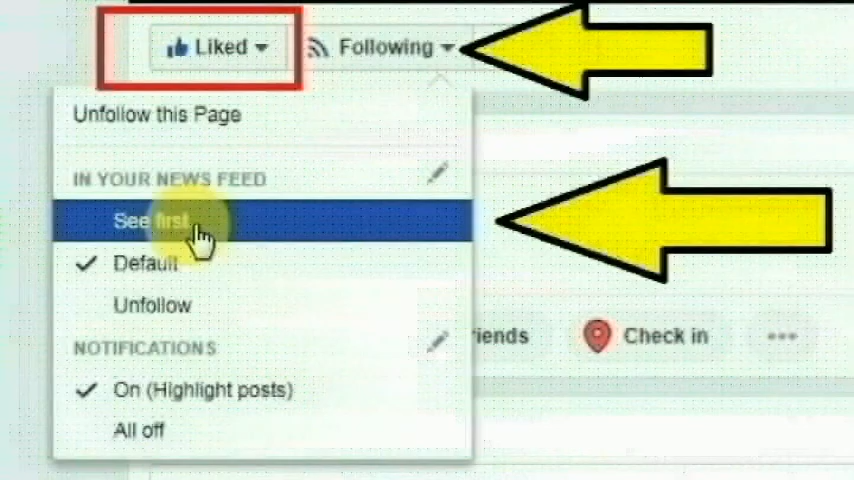 Liked Following
Unfollow this Page
IN YOUR NEWS FEED
See first
Default
Unfollow
riends Check in
NOTIFICATIONS
On (Highlight posts)
All off